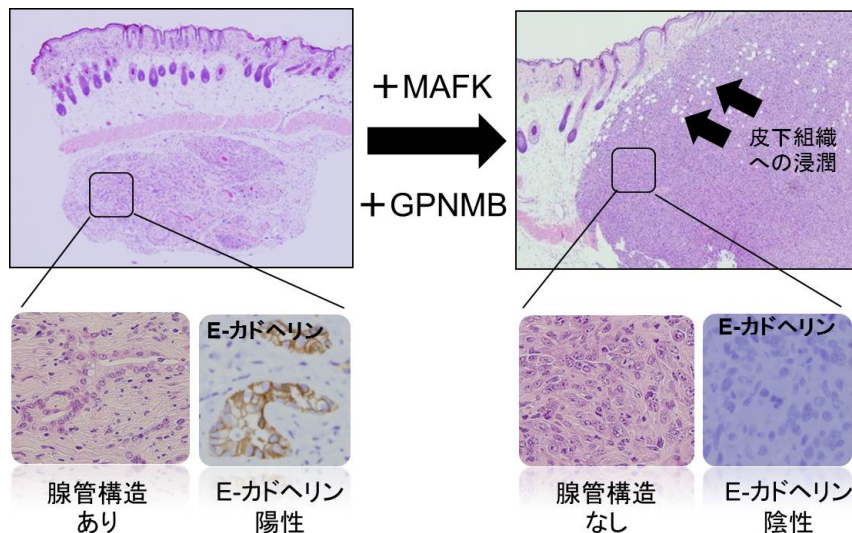 ＋MAFK
＋GPNMB
皮下組織
への浸潤
E-カドヘリン
E-カドヘリン
腺管構造
あり
E-カドヘリン
陽性
腺管構造
なし
E-カドヘリン
陰性